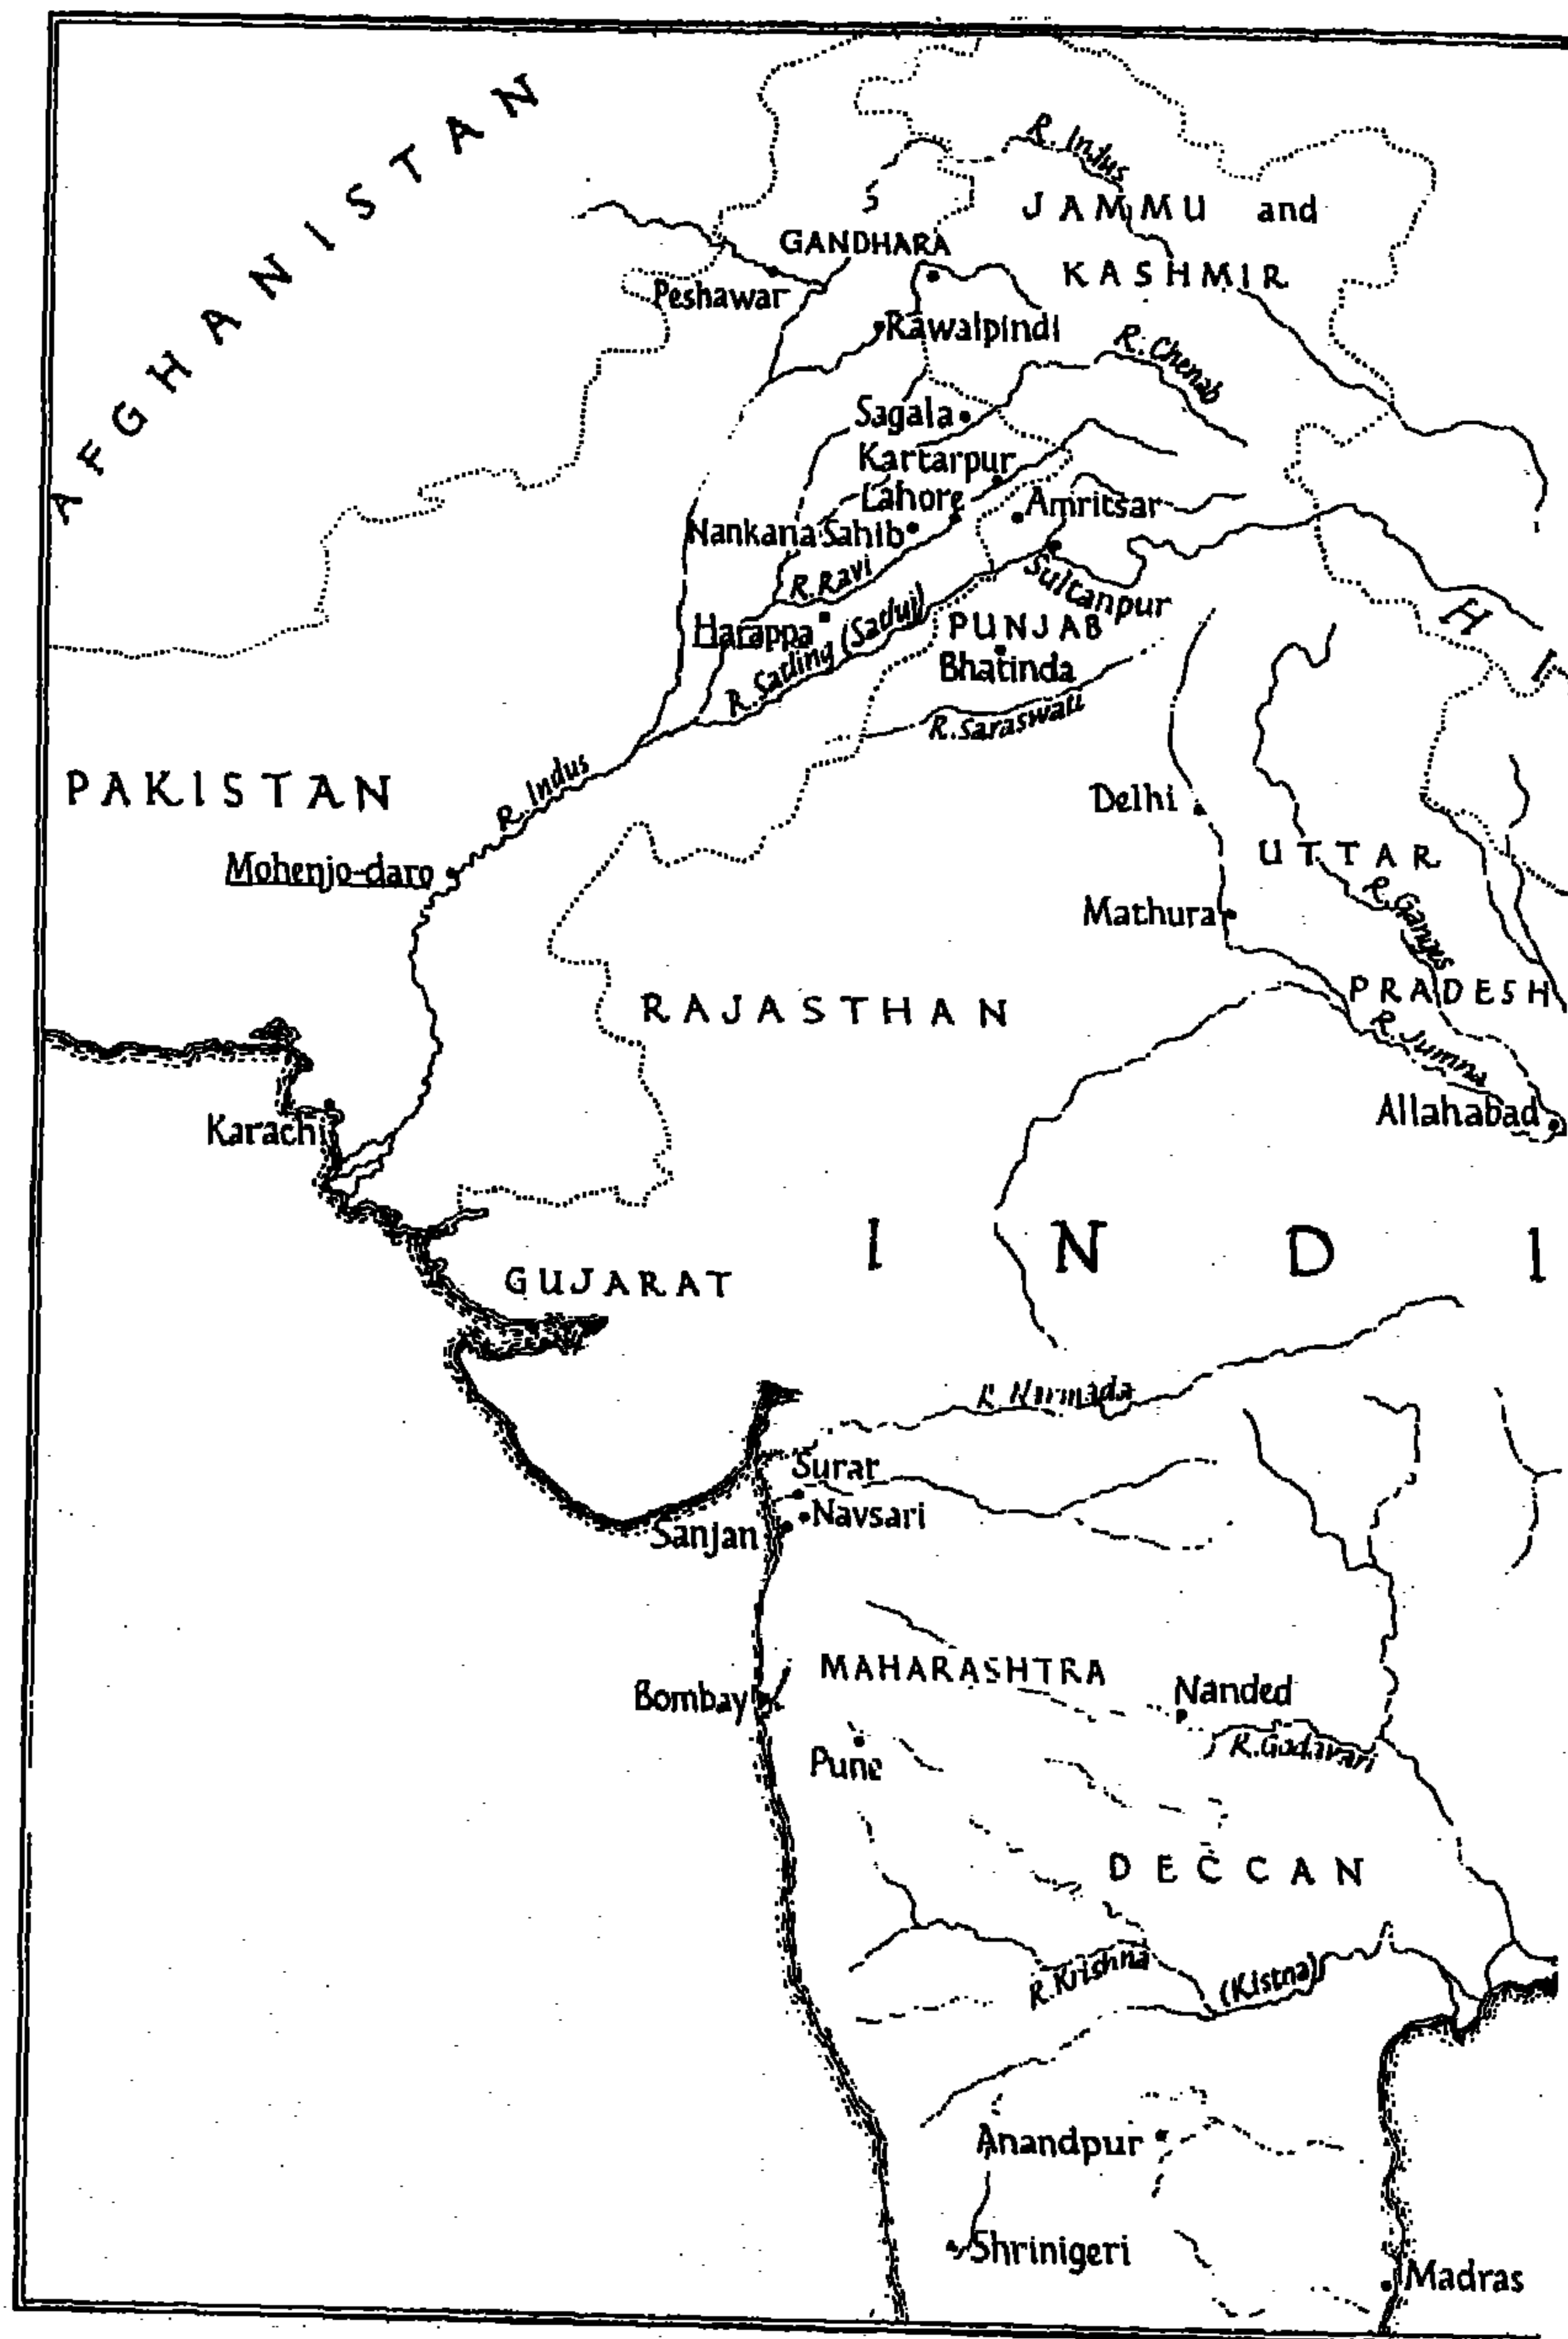 AFGHANISTAN
R. Indus
S
JAMMU and
GANDHARA
KASHMIR
Peshawar
Rawalpindi
R. Chenab
Sagala
Kartarpur
Lahore
Amritsar
Nankana Sahib
R. Ravi
Sultanpur
Harappa
R. Satling (Satluj)
PUNJAB
H
I
Bhatinda
R. Saraswati
PAKISTAN
R. Indus
Delhi
Mohenjo-daro
UTTAR
R. Ganges
Mathura
PRADESH
RAJASTHAN
R. Jumna
Karachi
Allahabad
I N D I
GUJARAT
R. Narmada
Surat
Navsari
Sanjan
MAHARASHTRA
Nanded
Bombay
R. Godavari
Pune
DECCAN
R. Krishna (Kistna)
Anandpur
Shrinigeri
Madras